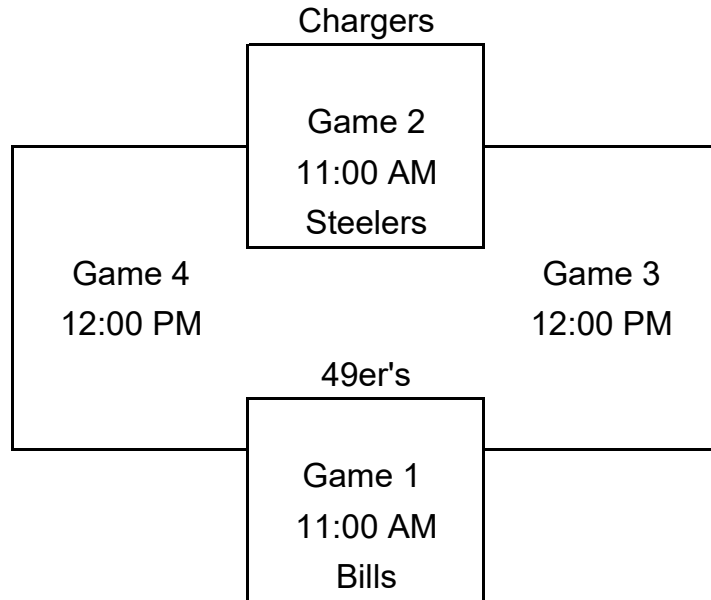 Chargers
Game 2
11:00 AM
Steelers
Game 4
12:00 PM
Game 3
12:00 PM
49er's
Game 1
11:00 AM
Bills